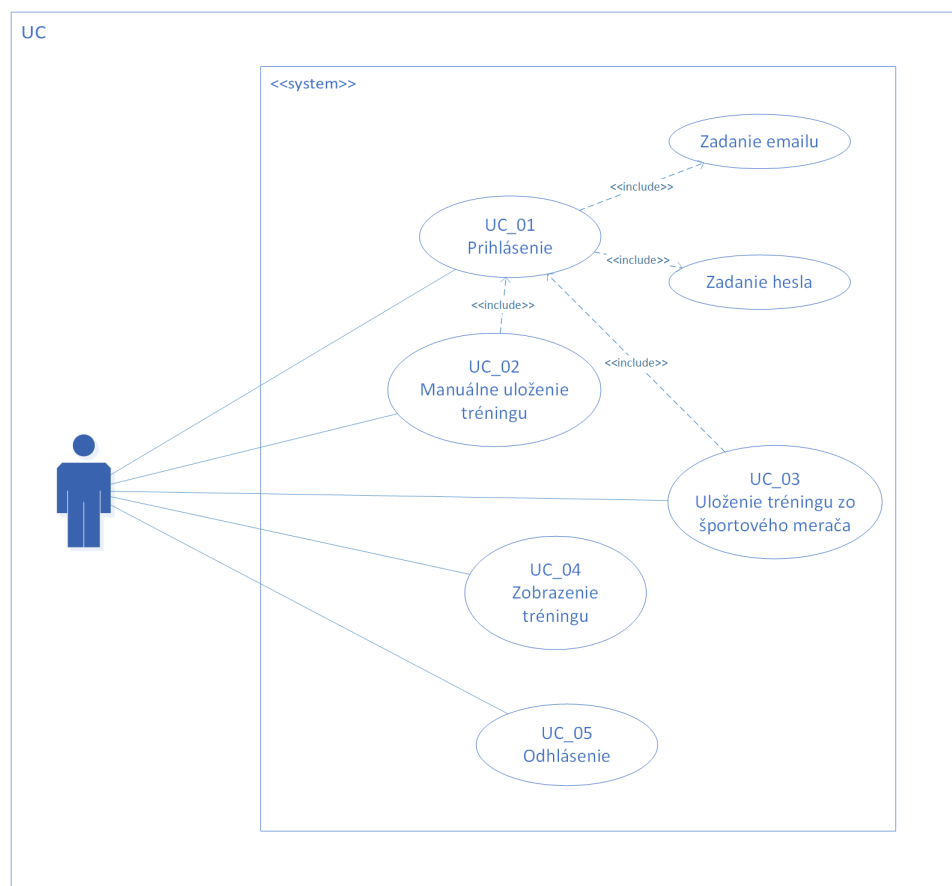 UC
<<system>>
Zadanie emailu
<<include>>
UC_01
Prihlásenie
<<include>>
Zadanie hesla
<<include>>
UC_02
Manuálne uloženie
tréningu
<<include>>
UC_03
Uloženie tréningu zo
športového merača
UC_04
Zobrazenie
tréningu
UC_05
Odhlásenie